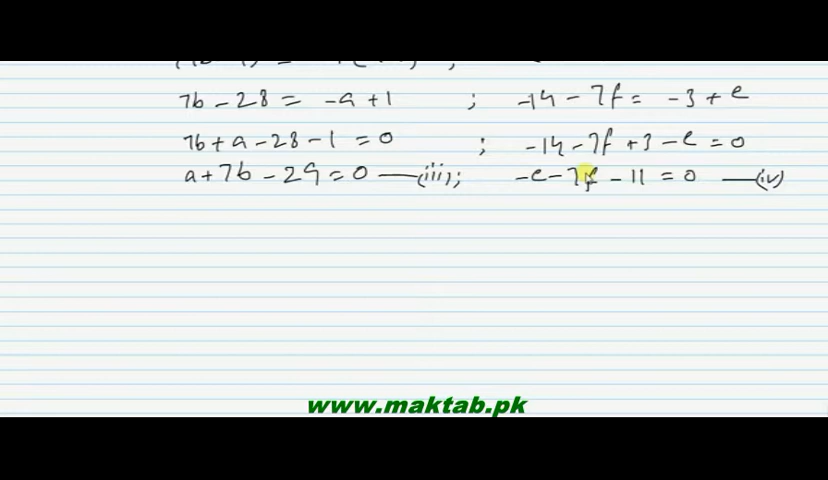 7b - 28 = -a + 1 ; -14 - 7f = -3 + e
7b + a - 28 - 1 = 0 ; -14 - 7f + 3 - e = 0
a + 7b - 29 = 0 —(iii); -e - 7f - 11 = 0 —(iv)
www.maktab.pk